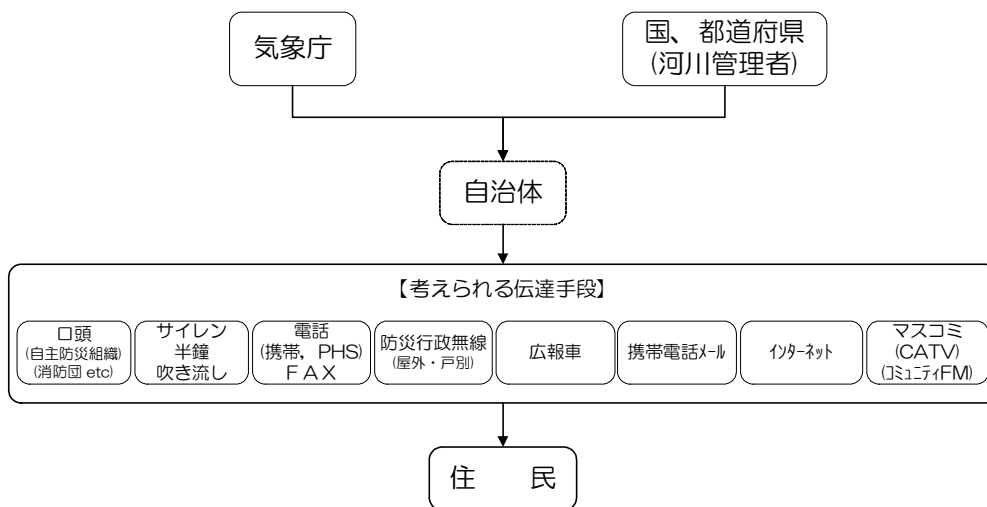 気象庁
国、都道府県
(河川管理者)
自治体
【考えられる伝達手段】
口頭
(自主防災組織)
(消防団 etc)
サイレン
半鐘
吹き流し
電話
(携帯，PHS)
ＦＡＸ
防災行政無線
(屋外・戸別)
広報車
携帯電話ﾒｰﾙ
ｲﾝﾀｰﾈｯﾄ
マスコミ
(CATV)
(ｺﾐｭﾆﾃｨFM)
住　　民